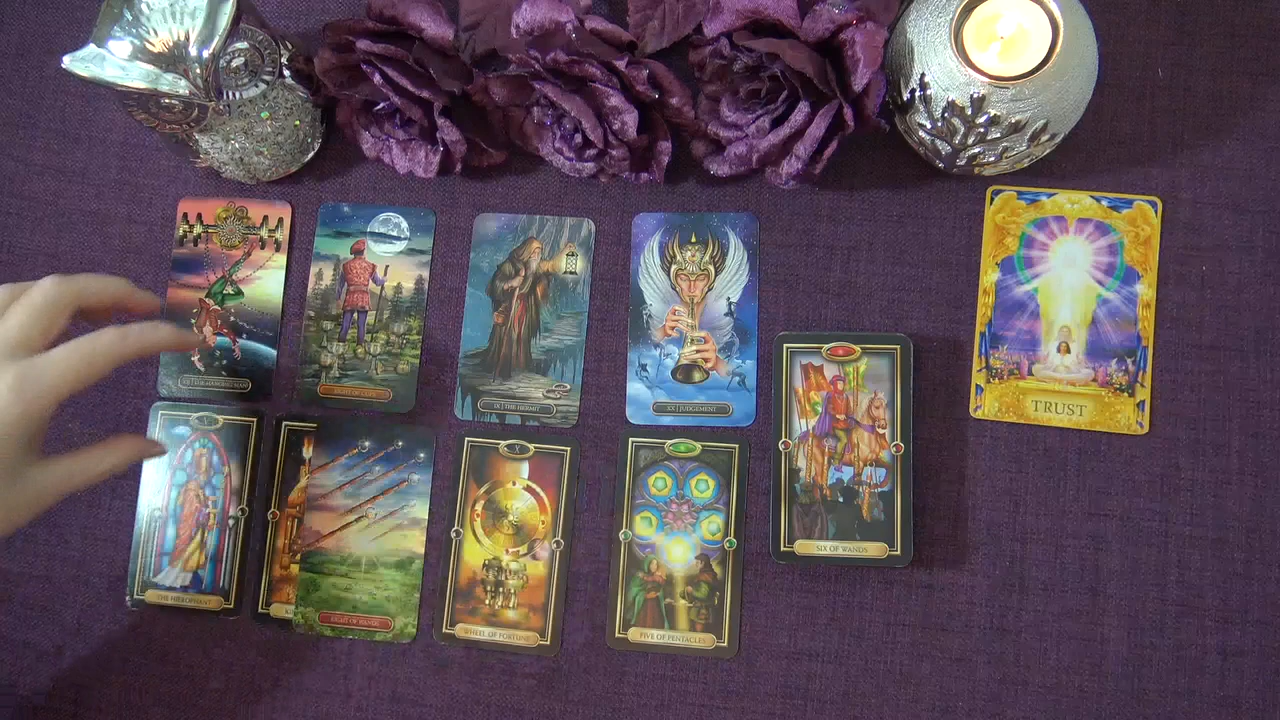 XII | THE HANGING MAN
EIGHT OF CUPS
IX | THE HERMIT
XX | JUDGEMENT
TRUST
V
THE HIEROPHANT
EIGHT OF WANDS
X
WHEEL OF FORTUNE
FIVE OF PENTACLES
SIX OF WANDS